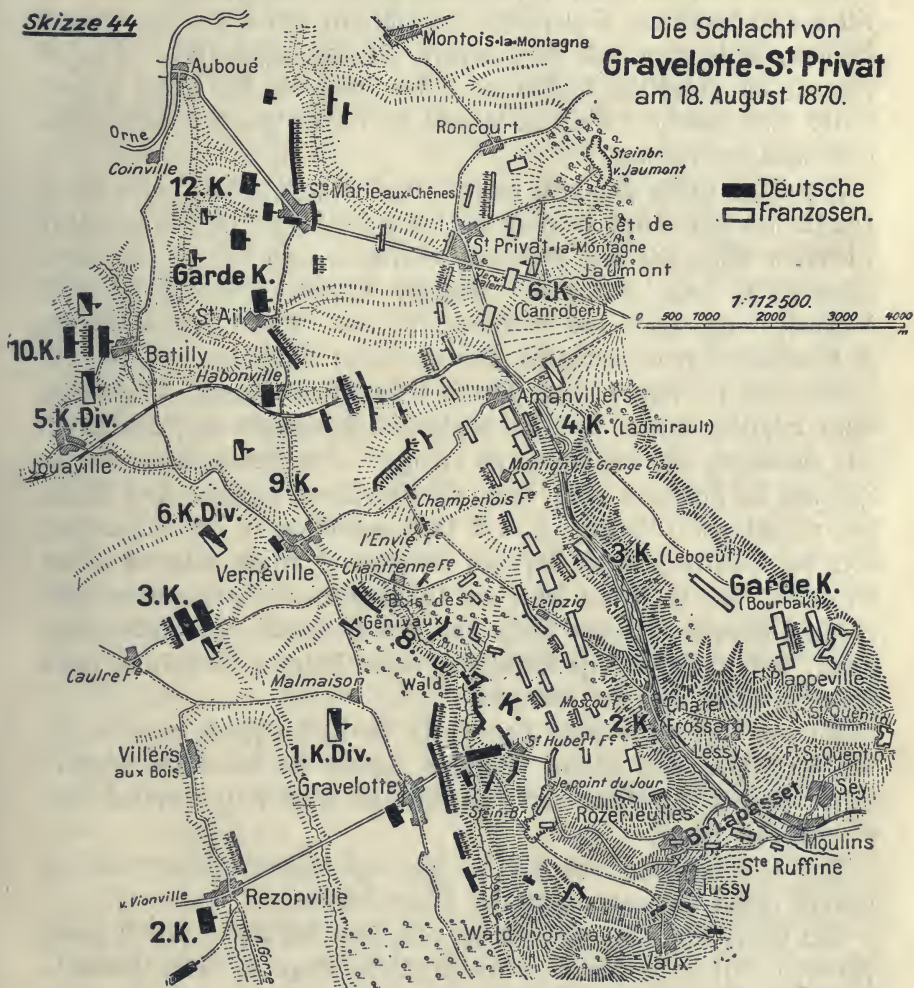 Skizze 44
Die Schlacht von
Gravelotte-St Privat
am 18. August 1870.
Deutsche
Franzosen.
1·112500.
0 500 1000 2000 3000 4000
m
Montois-la-Montagne
Auboué
Orne
Coinville
Roncourt
Steinbr.
v. Jaumont
12. K.
Ste Marie-aux-Chênes
St Privat-la-Montagne
Forêt de
Jaumont
Garde K.
6. K.
(Canrobert)
St Ail
10. K.
Batilly
Habonville
Amanvillers
5. K. Div.
4. K. (Ladmirault)
Jouaville
Montigny-la-Grange Chau.
9. K.
Champenois Fe
6. K. Div.
l'Envie Fe
3. K. (Leboeuf)
Verneville
Chantrenne Fe
Garde K.
(Bourbaki)
3. K.
Bois des
Génivaux
Leipzig
8. u. 7. K.
Ft Plappeville
Caulre Fe
Malmaison
Wald
Moscou Fe
Châtel
2. K.
(Frossard)
St Quentin
St Hubert Fe
Lessy
Ft St Quentin
Villers
aux Bois
1. K. Div.
Gravelotte
le point du Jour
Sey
Steinbr.
Rozerieulles
Br. Lapasset
Moulins
Ste Ruffine
v. Vionville
Rezonville
Jussy
2. K.
n. Gorze
Wald von Vaux
Vaux